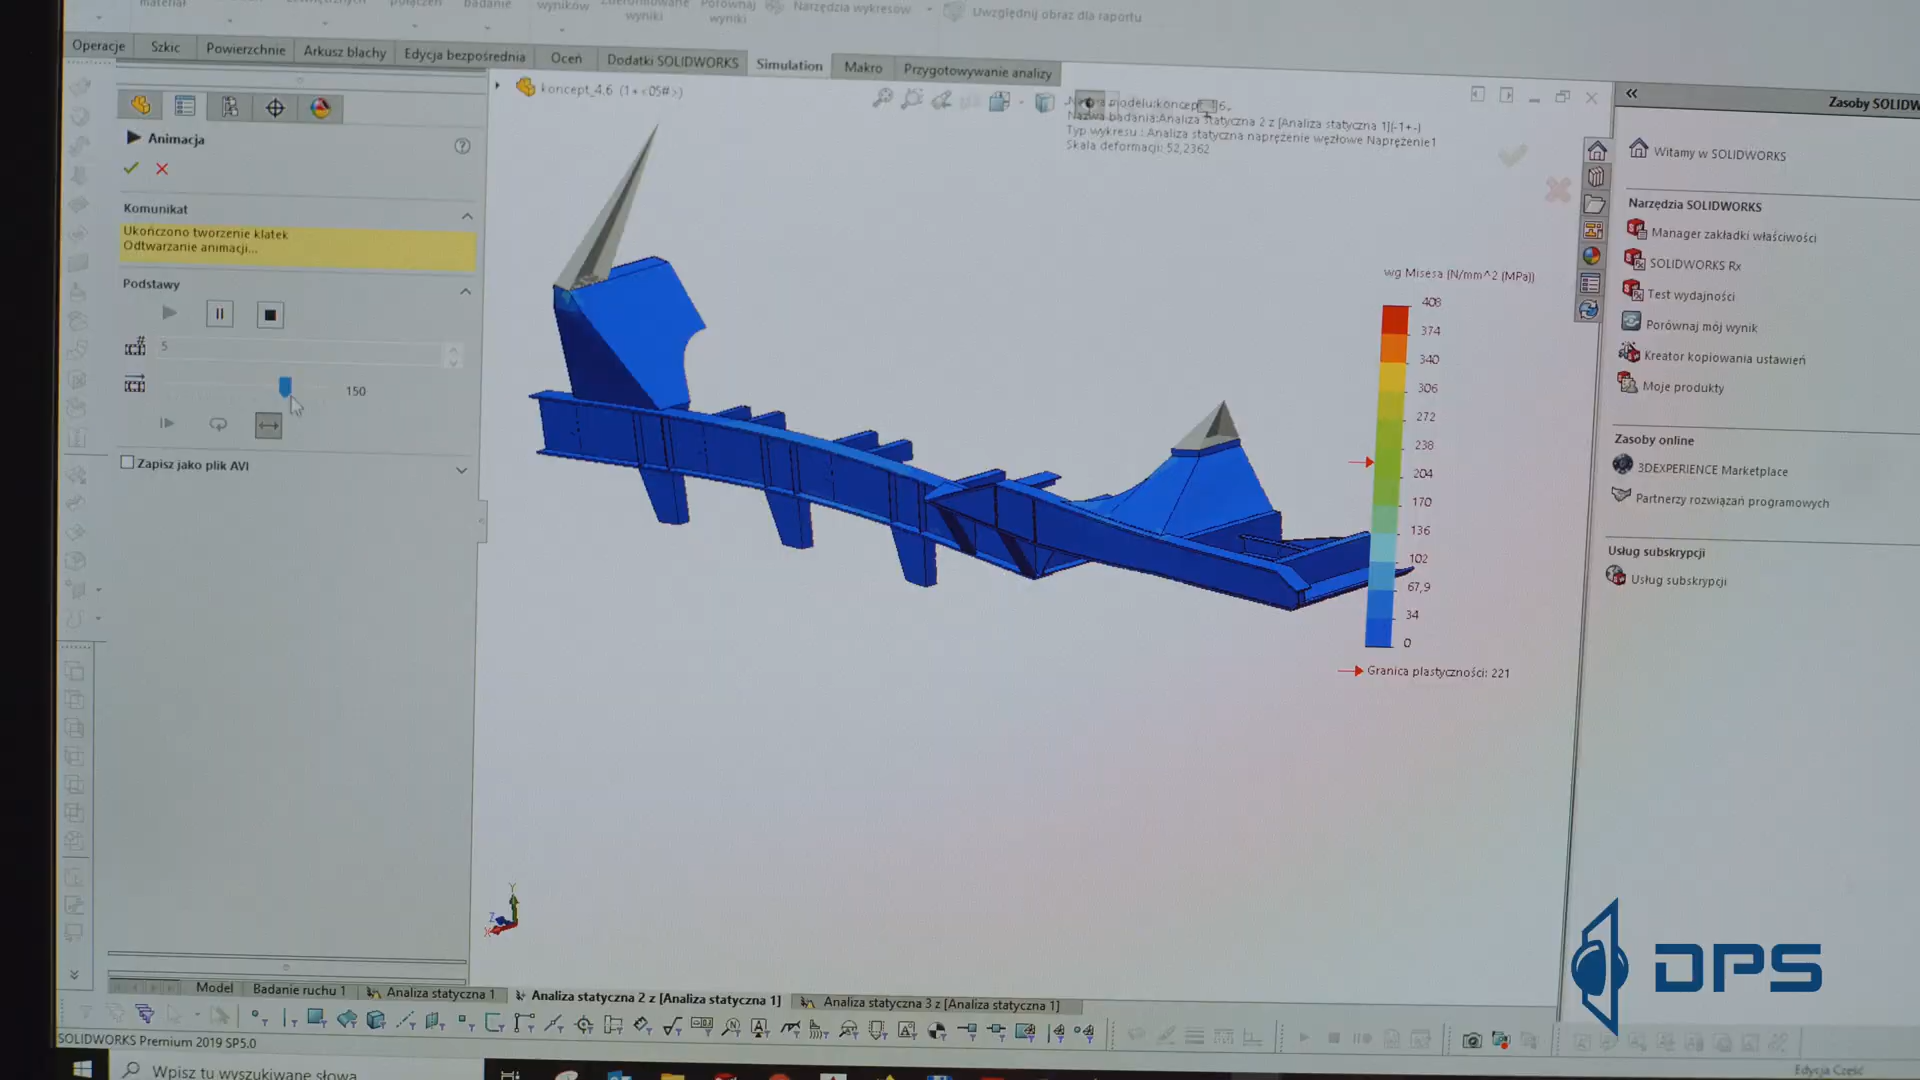 połączeń
badanie
wyników
wyniki
Porównaj
wyniki
Narzędzia wykresów
Uwzględnij obraz dla raportu
Operacje
Szkic
Powierzchnie
Arkusz blachy
Edycja bezpośrednia
Oceń
Dodatki SOLIDWORKS
Simulation
Makro
Przygotowywanie analizy
koncept_4.6 (1+<05#>)
Nazwa badania:Analiza statyczna 2 z [Analiza statyczna 1](-1+-)
Typ wykresu : Analiza statyczna naprężenie węzłowe Naprężenie1
Skala deformacji: 52,2362
Animacja
Komunikat
Ukończono tworzenie klatek
Odtwarzanie animacji...
Podstawy
5
150
Zapisz jako plik AVI
wg Misesa (N/mm^2 (MPa))
408
374
340
306
272
238
204
170
136
102
67,9
34
0
Granica plastyczności: 221
Y
Z
X
Zasoby SOLIDW
Witamy w SOLIDWORKS
Narzędzia SOLIDWORKS
Manager zakładki właściwości
SOLIDWORKS Rx
Test wydajności
Porównaj mój wynik
Kreator kopiowania ustawień
Moje produkty
Zasoby online
3DEXPERIENCE Marketplace
Partnerzy rozwiązań programowych
Usług subskrypcji
Usług subskrypcji
DPS
Model
Badanie ruchu 1
Analiza statyczna 1
Analiza statyczna 2 z [Analiza statyczna 1]
Analiza statyczna 3 z [Analiza statyczna 1]
SOLIDWORKS Premium 2019 SP5.0
Edycja Część
Wpisz tu wyszukiwane słowa